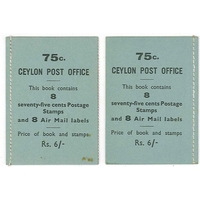 75c.
CEYLON POST OFFICE
This book contains
8
seventy-five cents Postage
Stamps
and 8 Air Mail labels
Price of book and stamps:
Rs. 6/-
75c.
CEYLON POST OFFICE
This book contains
8
seventy-five cents Postage
Stamps
and 8 Air Mail labels
Price of book and stamps:
Rs. 6/-